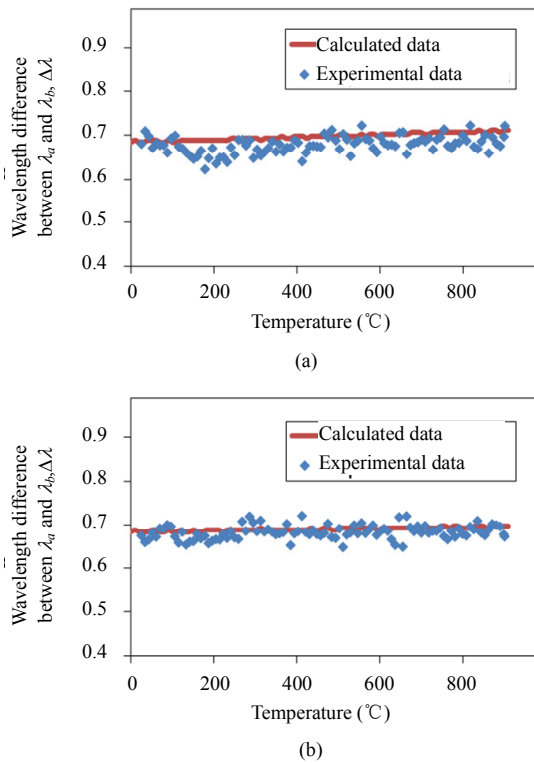 0.9
0.8
0.7
0.6
0.5
0.4
Wavelength difference
between λa and λb, Δλ
Calculated data
Experimental data
0 200 400 600 800
Temperature (℃)
(a)
0.9
0.8
0.7
0.6
0.5
0.4
Wavelength difference
between λa and λb,Δλ
Calculated data
Experimental data
0 200 400 600 800
Temperature (℃)
(b)